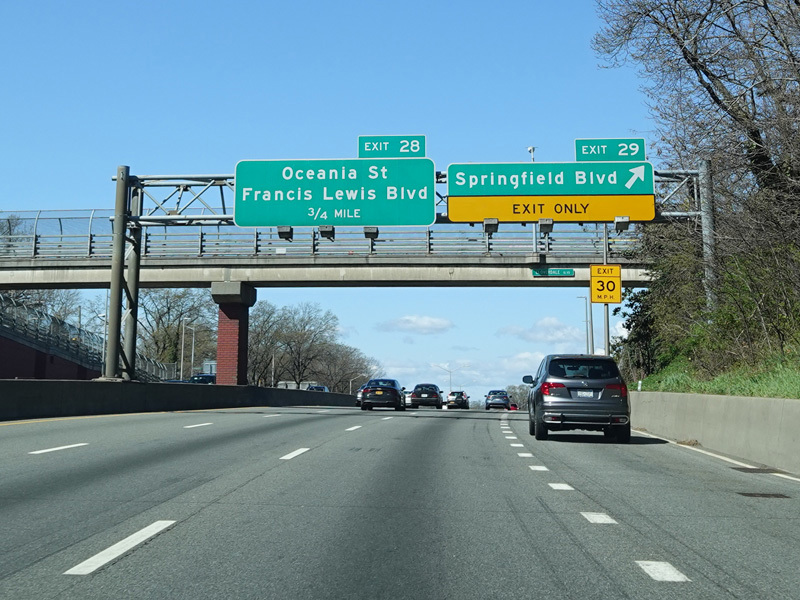 EXIT 28
Oceania St
Francis Lewis Blvd
3/4 MILE
EXIT 29
Springfield Blvd
EXIT ONLY
EXIT
30
M.P.H.